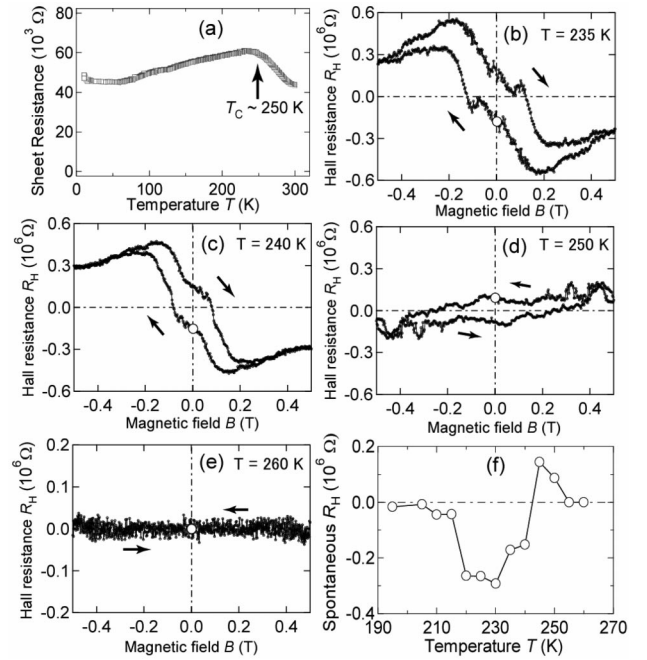 (a)
Sheet Resistance (10³ Ω)
80
60
40
20
0
T_C ~ 250 K
0
100
200
300
Temperature T (K)
(b)
T = 235 K
Hall resistance R_H (10⁶Ω)
0.6
0.3
0.0
-0.3
-0.6
-0.4
-0.2
0.0
0.2
0.4
Magnetic field B (T)
(c)
T = 240 K
Hall resistance R_H (10⁶Ω)
0.6
0.3
0.0
-0.3
-0.6
-0.4
-0.2
0.0
0.2
0.4
Magnetic field B (T)
(d)
T = 250 K
Hall resistance R_H (10⁶Ω)
0.6
0.3
0.0
-0.3
-0.6
-0.4
-0.2
0.0
0.2
0.4
Magnetic field B (T)
(e)
T = 260 K
Hall resistance R_H (10⁶Ω)
0.2
0.1
0.0
-0.1
-0.2
-0.4
-0.2
0.0
0.2
0.4
Magnetic field B (T)
(f)
Spontaneous R_H (10⁶ Ω)
0.2
0.0
-0.2
-0.4
190
210
230
250
270
Temperature T (K)